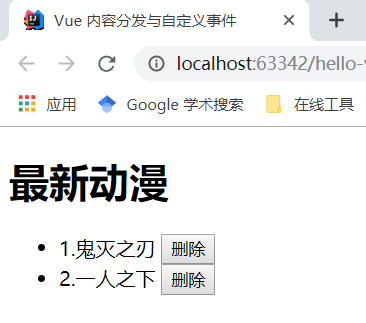 Vue 内容分发与自定义事件
localhost:63342/hello-
应用 Google 学术搜索 在线工具
最新动漫
1.鬼灭之刃 删除
2.一人之下 删除